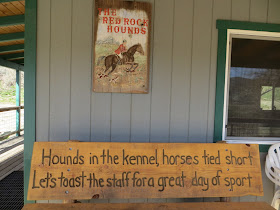 THE
RED ROCK
HOUNDS
Hounds in the Kennel, horses tied short
Let's toast the staff for a great day of sport